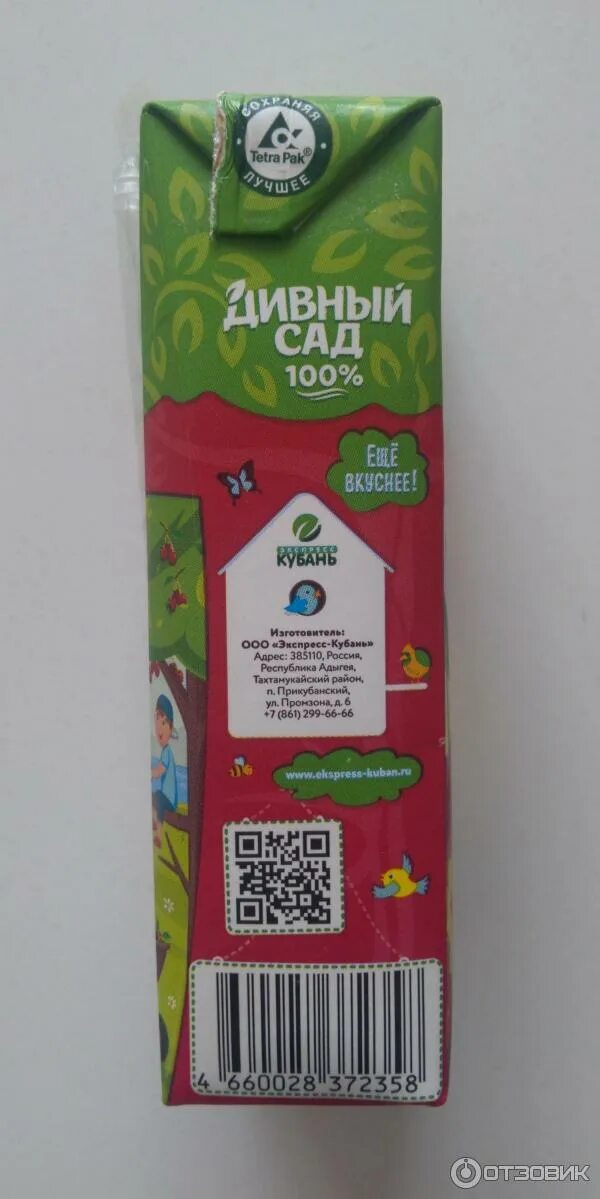 СОХРАНЯЯ
Tetra Pak®
ЛУЧШЕЕ
ДИВНЫЙ
САД
100%
ЕЩЁ
ВКУСНЕЕ!
ЭКСПРЕСС
КУБАНЬ
Изготовитель:
ООО «Экспресс-Кубань»
Адрес: 385110, Россия,
Республика Адыгея,
Тахтамукайский район,
п. Прикубанский,
ул. Промзона, д. 6
+7 (861) 299-66-66
www.ekspress-kuban.ru
4 660028 372358
ОТЗОВИК